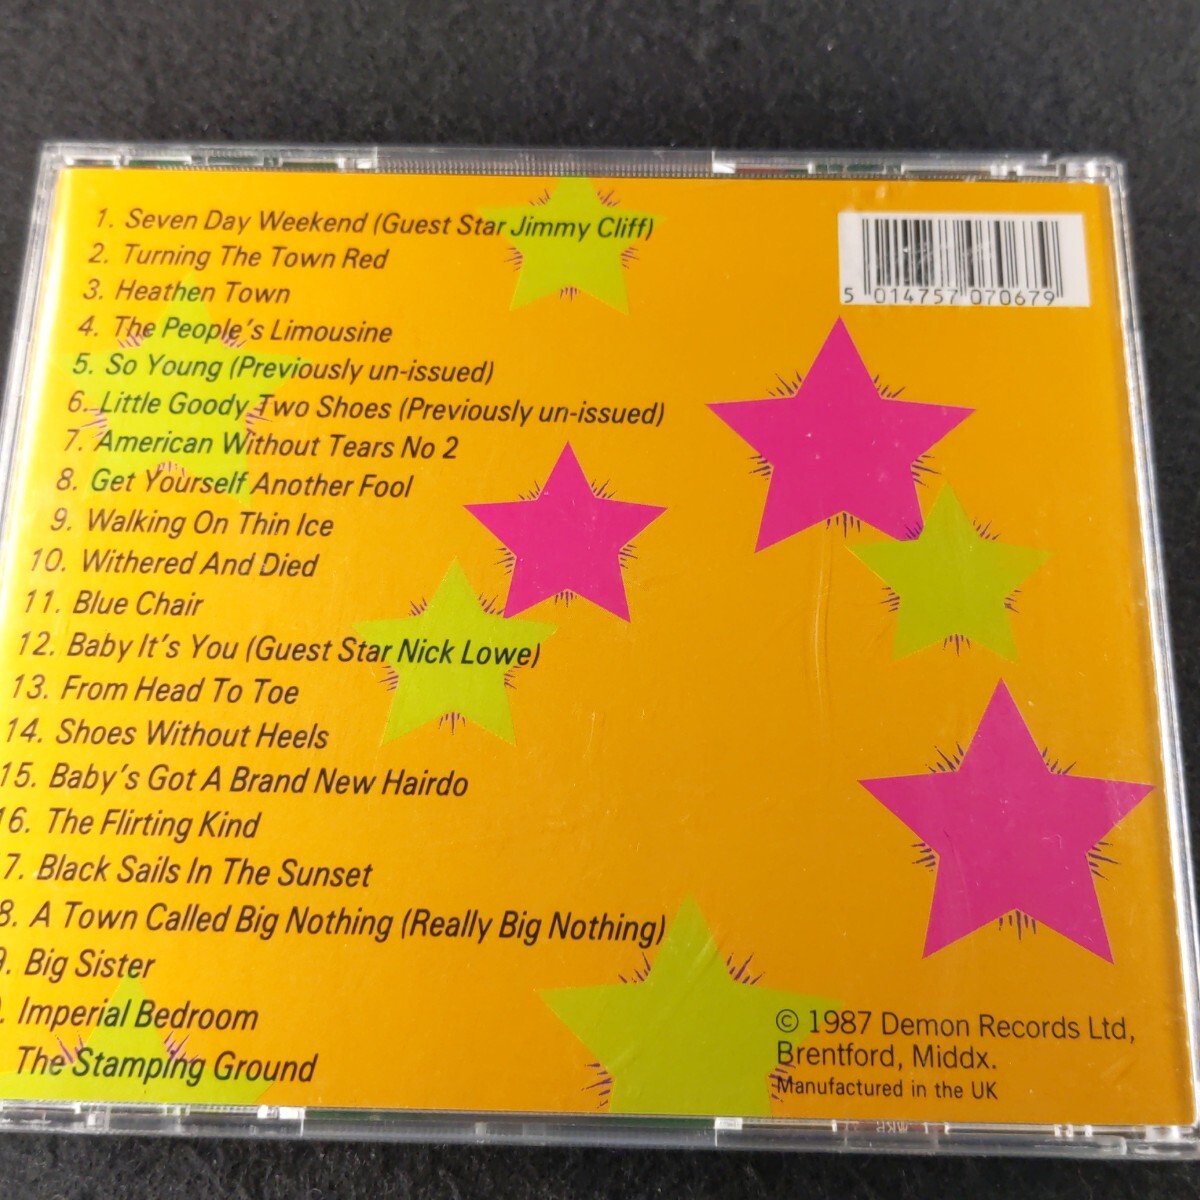 1. Seven Day Weekend (Guest Star Jimmy Cliff)
2. Turning The Town Red
3. Heathen Town
4. The People's Limousine
5. So Young (Previously un-issued)
6. Little Goody Two Shoes (Previously un-issued)
7. American Without Tears No 2
8. Get Yourself Another Fool
9. Walking On Thin Ice
10. Withered And Died
11. Blue Chair
12. Baby It's You (Guest Star Nick Lowe)
13. From Head To Toe
14. Shoes Without Heels
15. Baby's Got A Brand New Hairdo
16. The Flirting Kind
7. Black Sails In The Sunset
8. A Town Called Big Nothing (Really Big Nothing)
9. Big Sister
. Imperial Bedroom
The Stamping Ground
5 014757 070679
© 1987 Demon Records Ltd,
Brentford, Middx.
Manufactured in the UK